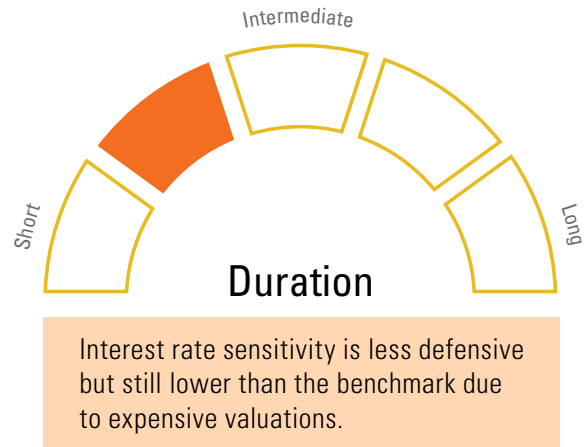 Intermediate
Short
Long
Duration
Interest rate sensitivity is less defensive
but still lower than the benchmark due
to expensive valuations.